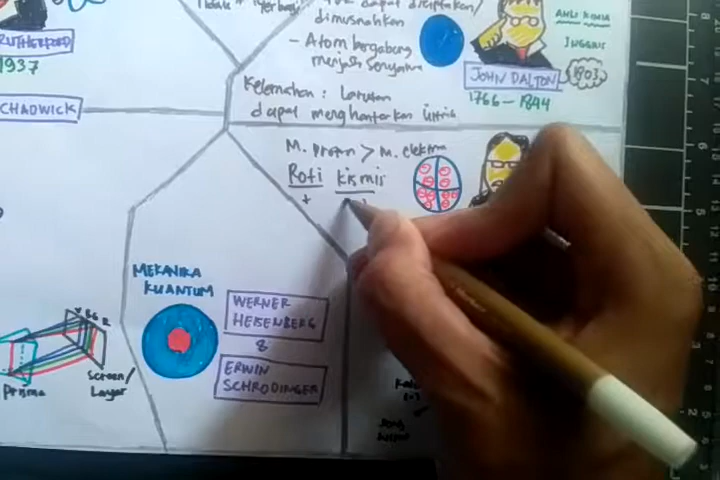 dimusnahkan
- Atom bergabung
menjadi senyawa
Kelemahan : Larutan
dapat menghantarkan listrik
RUTHERFORD
1937
CHADWICK
AHLI KIMIA
INGGRIS
JOHN DALTON
1803
1766 - 1844
M. Proton > M. elektron
Roti kismis
+
MEKANIKA
KUANTUM
WERNER
HEISENBERG
&
ERWIN
SCHRODINGER
Prisma
Screen/
Layar